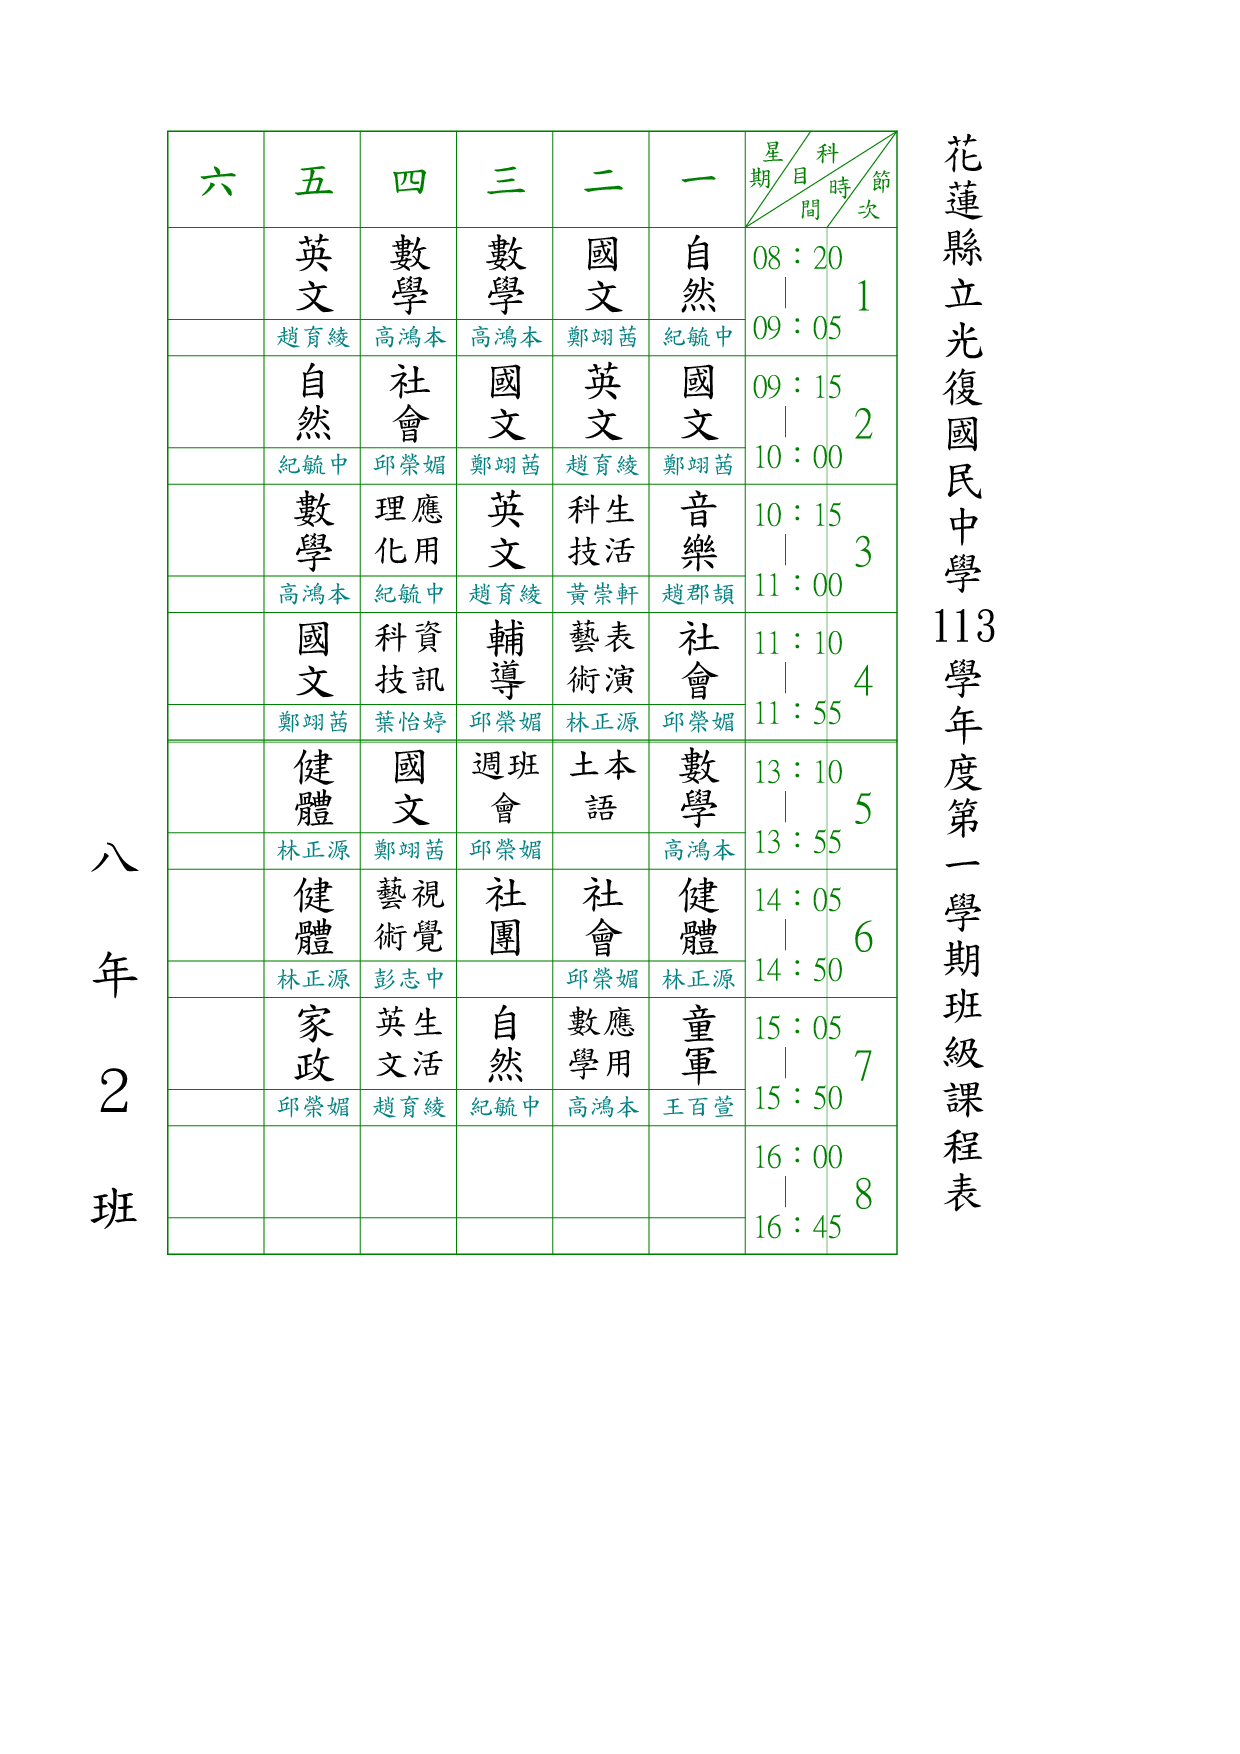 花蓮縣立光復國民中學113學年度第一學期班級課程表
星期 科目 時間 節次 一 二 三 四 五 六
08：20｜09：05 1 自然 國文 數學 數學 英文
紀毓中 鄭翊茜 高鴻本 高鴻本 趙育綾
09：15｜10：00 2 國文 英文 國文 社會 自然
鄭翊茜 趙育綾 鄭翊茜 邱榮媚 紀毓中
10：15｜11：00 3 音樂 生活科技 英文 應用理化 數學
趙郡頡 黃崇軒 趙育綾 紀毓中 高鴻本
11：10｜11：55 4 社會 表演藝術 輔導 資訊科技 國文
邱榮媚 林正源 邱榮媚 葉怡婷 鄭翊茜
13：10｜13：55 5 數學 本土語 班週會 國文 健體
高鴻本 邱榮媚 鄭翊茜 林正源
14：05｜14：50 6 健體 社會 社團 視覺藝術 健體
林正源 邱榮媚 彭志中 林正源
15：05｜15：50 7 童軍 應用數學 自然 生活英文 家政
王百萱 高鴻本 紀毓中 趙育綾 邱榮媚
16：00｜16：45 8
八年2班